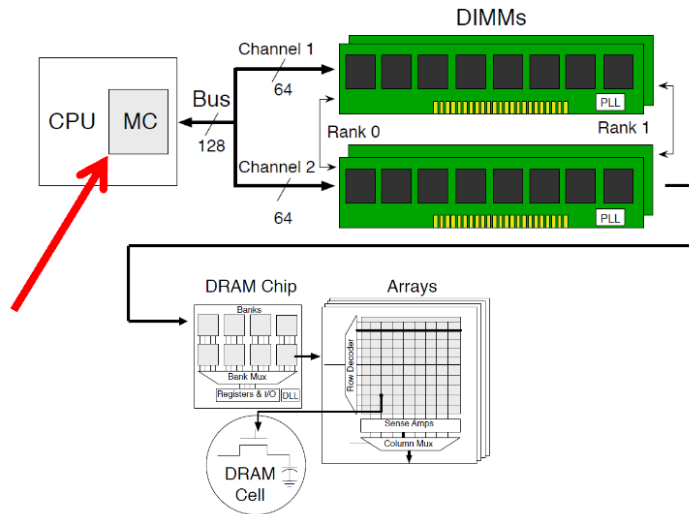 DIMMs
Channel 1
64
PLL
CPU
MC
Bus
128
Rank 0
Rank 1
Channel 2
64
PLL
DRAM Chip
Arrays
Banks
Bank Mux
Registers & I/O
DLL
Row Decoder
Sense Amps
Column Mux
DRAM
Cell